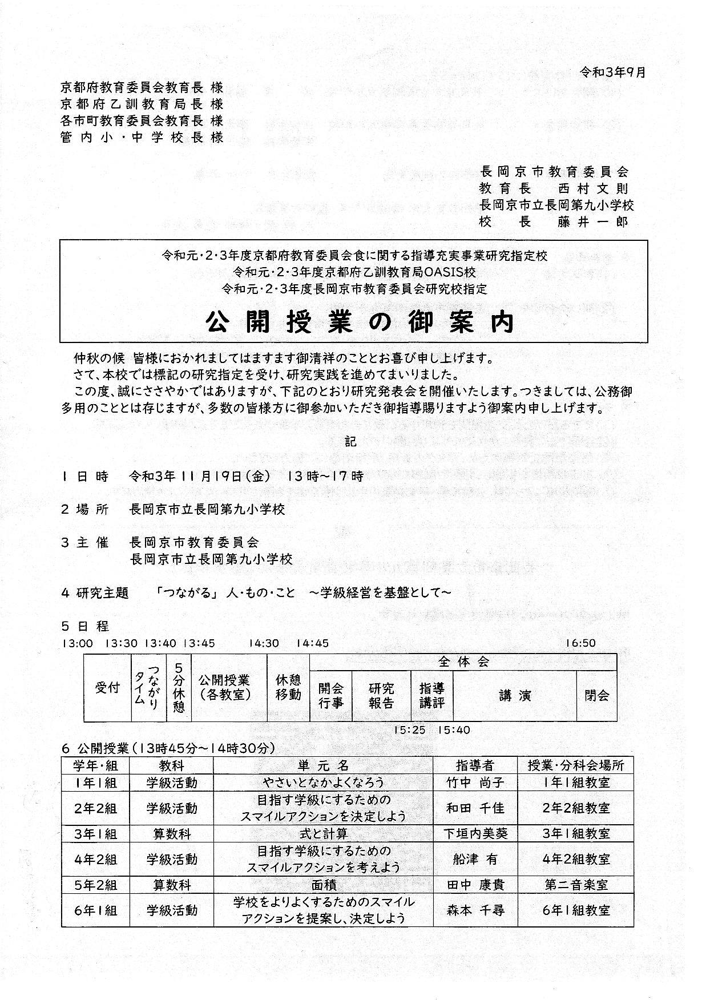 令和3年9月
京都府教育委員会教育長 様
京都府乙訓教育局長 様
各市町教育委員会教育長 様
管内小・中学校長 様
長岡京市教育委員会
教育長 西村文則
長岡京市立長岡第九小学校
校長 藤井一郎
令和元・2・3年度京都府教育委員会食に関する指導充実事業研究指定校
令和元・2・3年度京都府乙訓教育局OASIS校
令和元・2・3年度長岡京市教育委員会研究校指定
公開授業の御案内
仲秋の候 皆様におかれましてはますます御清祥のこととお喜び申し上げます。
さて、本校では標記の研究指定を受け、研究実践を進めてまいりました。
この度、誠にささやかではありますが、下記のとおり研究発表会を開催いたします。つきましては、公務御
多用のこととは存じますが、多数の皆様方に御参加いただき御指導賜りますよう御案内申し上げます。
記
1 日時 令和3年11月19日(金) 13時~17時
2 場所 長岡京市立長岡第九小学校
3 主催 長岡京市教育委員会
長岡京市立長岡第九小学校
4 研究主題 「つながる」 人・もの・こと ~学級経営を基盤として~
5 日程
13:00 13:30 13:40 13:45 14:30 14:45 16:50
受付
つながり
タイム
5分休憩
公開授業
(各教室)
休憩
移動
全体会
開会
行事
研究
報告
指導
講評
講演
閉会
15:25 15:40
6 公開授業(13時45分~14時30分)
学年・組 教科 単元名 指導者 授業・分科会場所
1年1組 学級活動 やさいとなかよくなろう 竹中 尚子 1年1組教室
2年2組 学級活動 目指す学級にするための
スマイルアクションを決定しよう 和田 千佳 2年2組教室
3年1組 算数科 式と計算 下垣内美葵 3年1組教室
4年2組 学級活動 目指す学級にするための
スマイルアクションを考えよう 船津 有 4年2組教室
5年2組 算数科 面積 田中 康貴 第二音楽室
6年1組 学級活動 学校をよりよくするためのスマイル
アクションを提案し、決定しよう 森本 千尋 6年1組教室